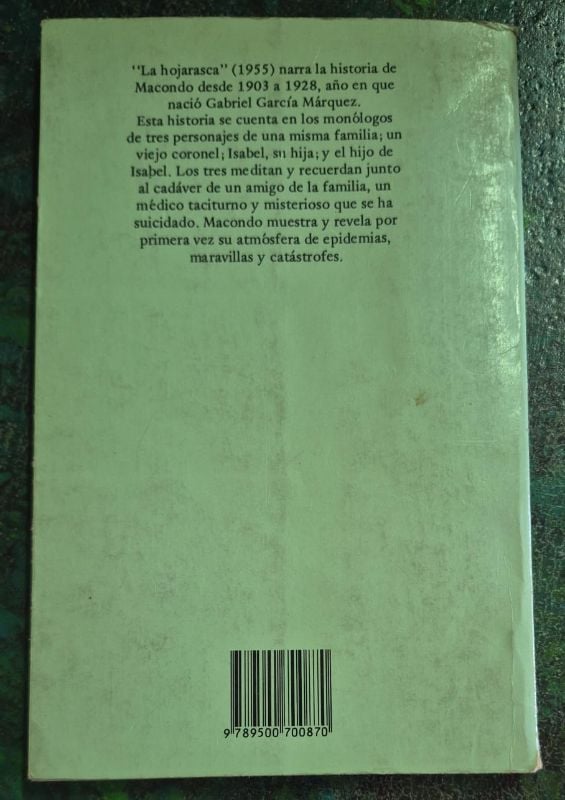 "La hojarasca" (1955) narra la historia de
Macondo desde 1903 a 1928, año en que
nació Gabriel García Márquez.
Esta historia se cuenta en los monólogos
de tres personajes de una misma familia; un
viejo coronel; Isabel, su hija; y el hijo de
Isabel. Los tres meditan y recuerdan junto
al cadáver de un amigo de la familia, un
médico taciturno y misterioso que se ha
suicidado. Macondo muestra y revela por
primera vez su atmósfera de epidemias,
maravillas y catástrofes.
9 789500 700870